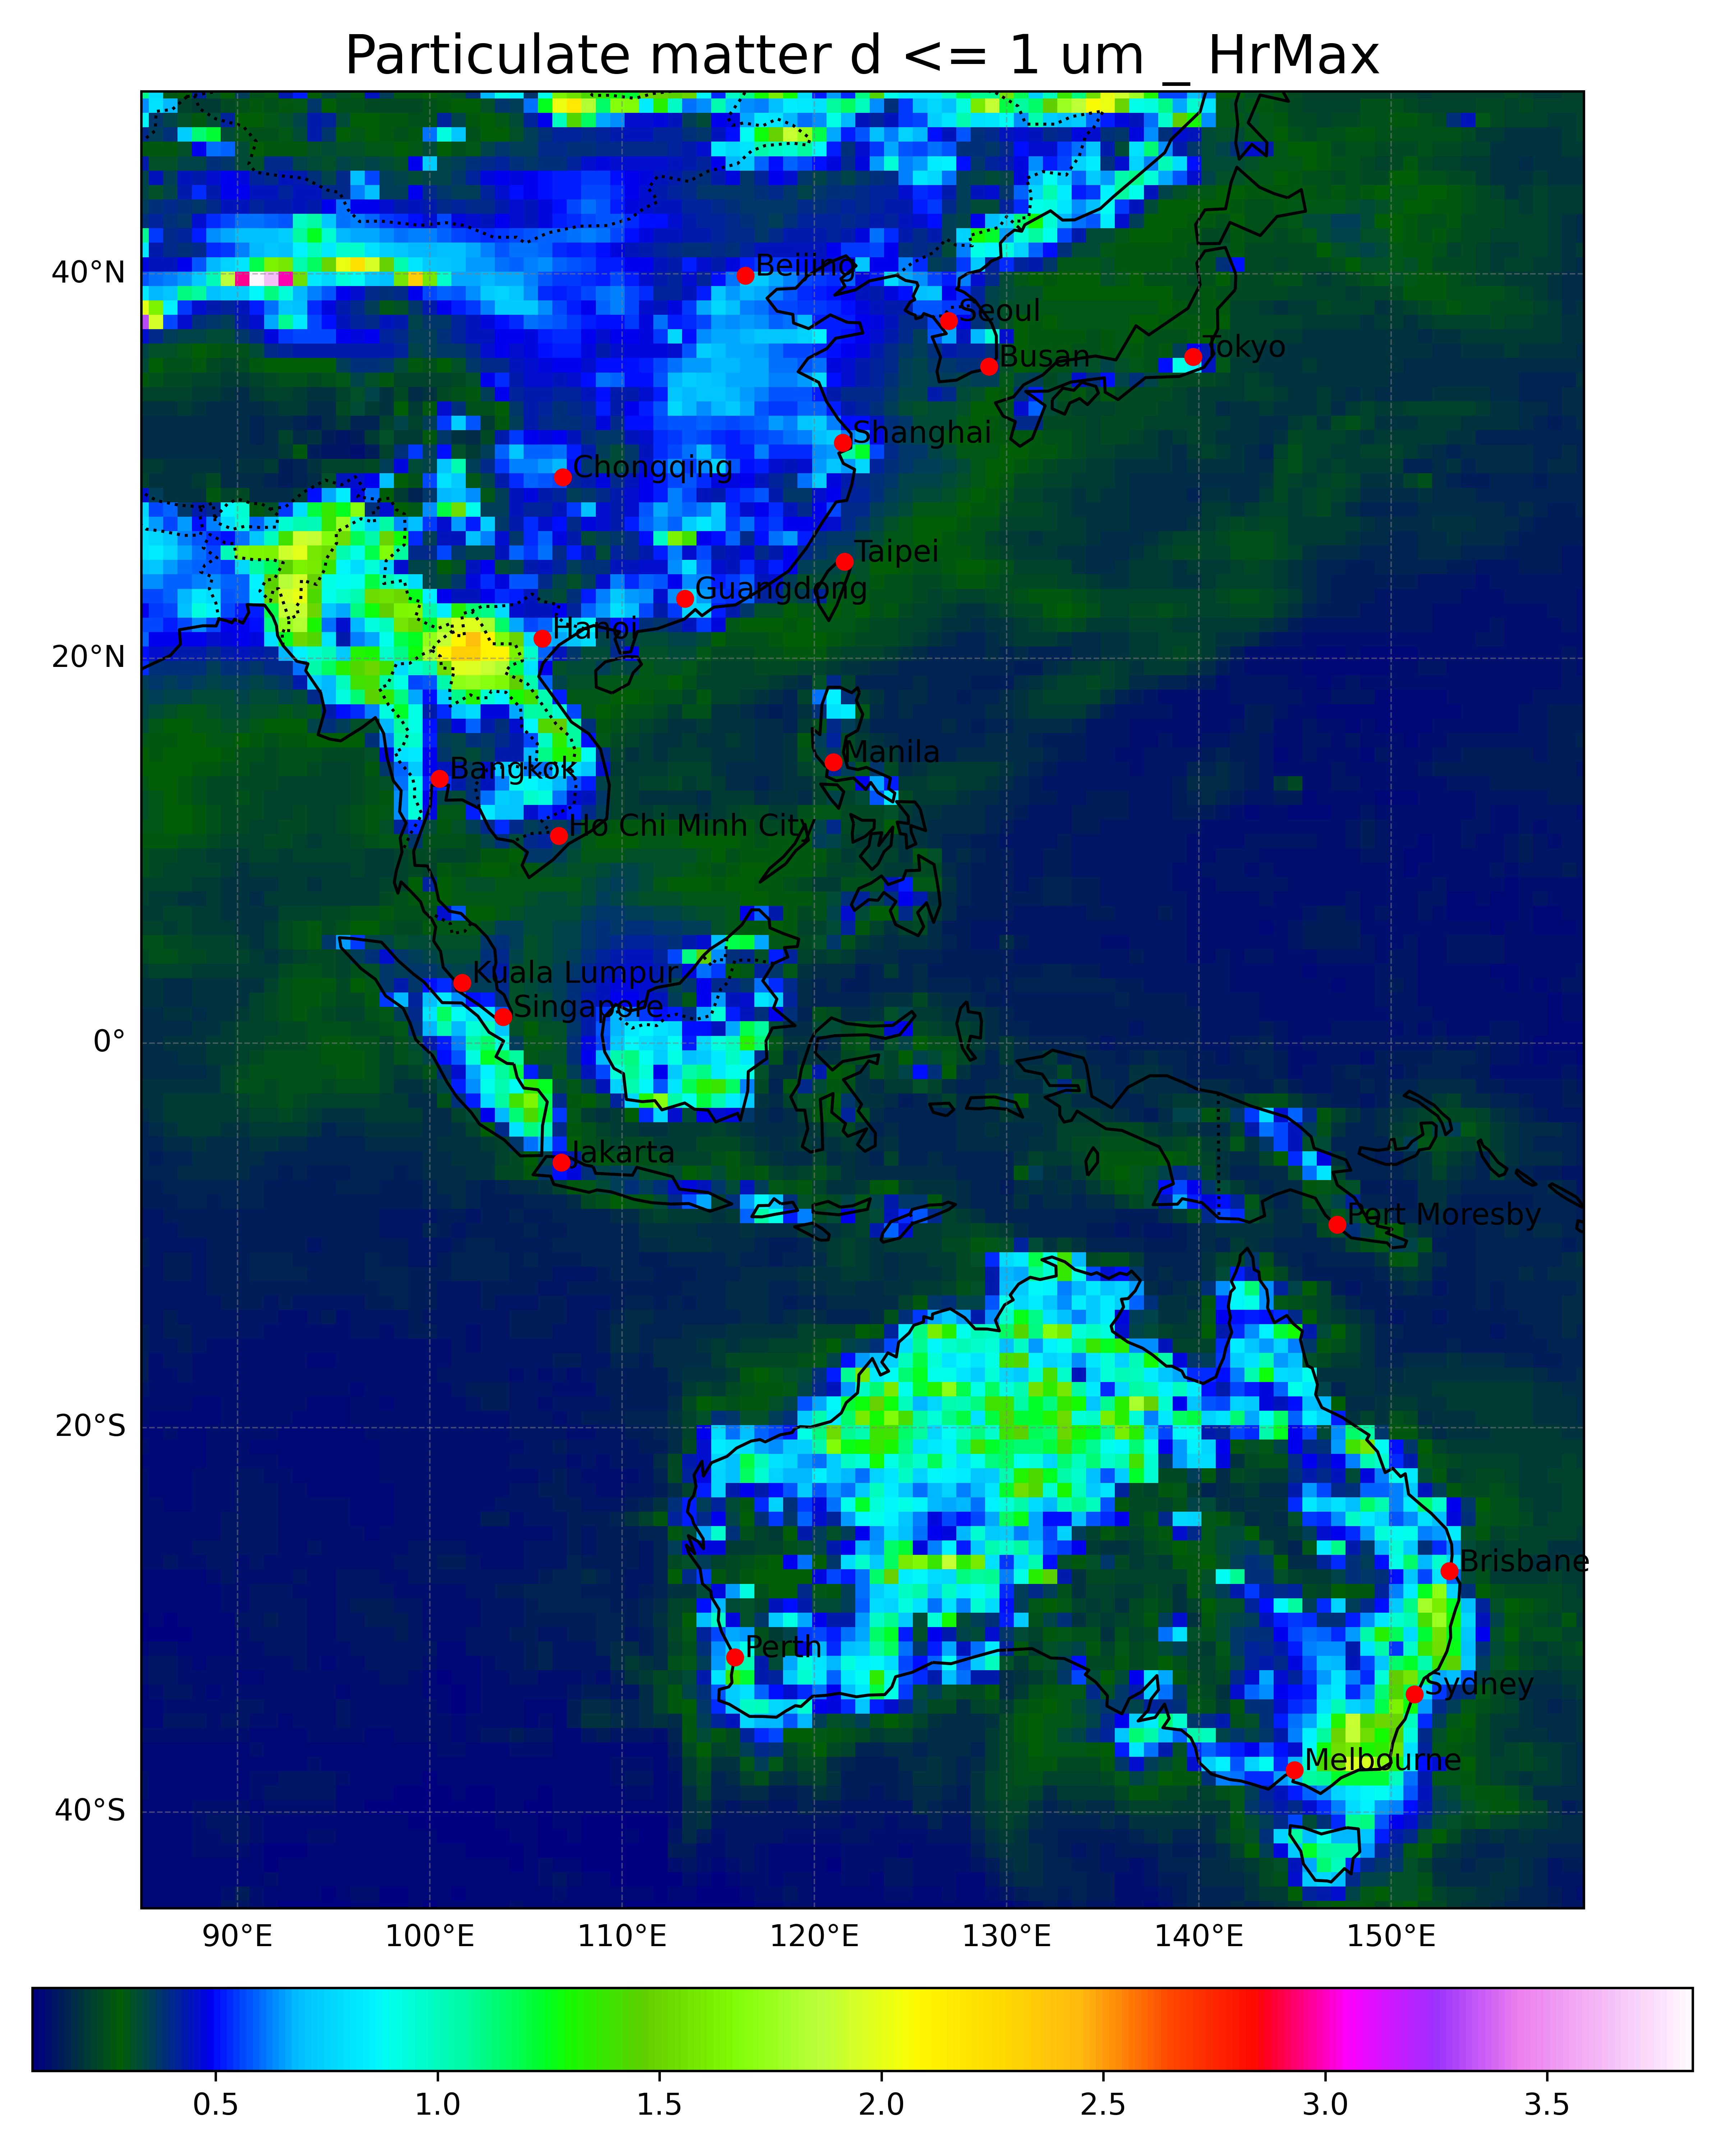 Particulate matter d <= 1 um _ HrMax
40°N
Beijing
Seoul
Busan
Tokyo
Shanghai
Chongqing
Taipei
Guangdong
Hanoi
20°N
Manila
Bangkok
Ho Chi Minh City
Kuala Lumpur
Singapore
0°
Jakarta
Port Moresby
20°S
Brisbane
Perth
Sydney
Melbourne
40°S
90°E 100°E 110°E 120°E 130°E 140°E 150°E
0.5 1.0 1.5 2.0 2.5 3.0 3.5